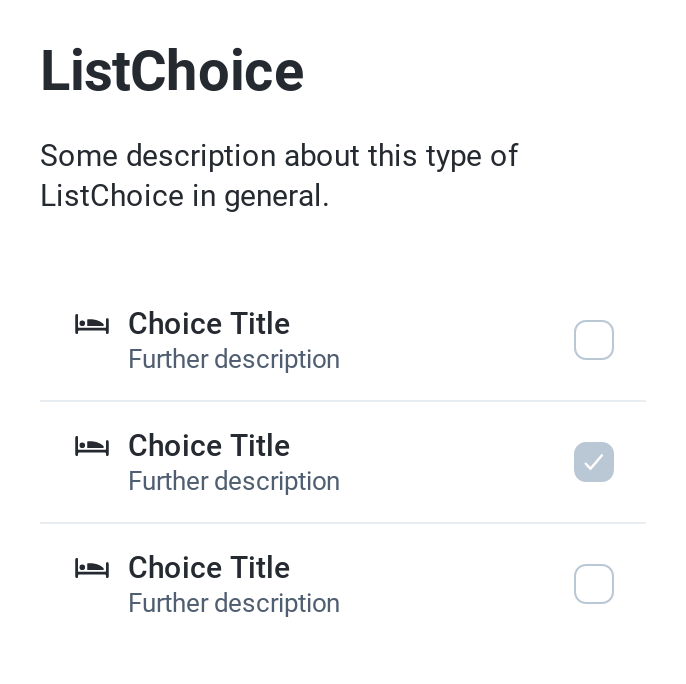 ListChoice
Some description about this type of
ListChoice in general.
Choice Title
Further description
Choice Title
Further description
Choice Title
Further description